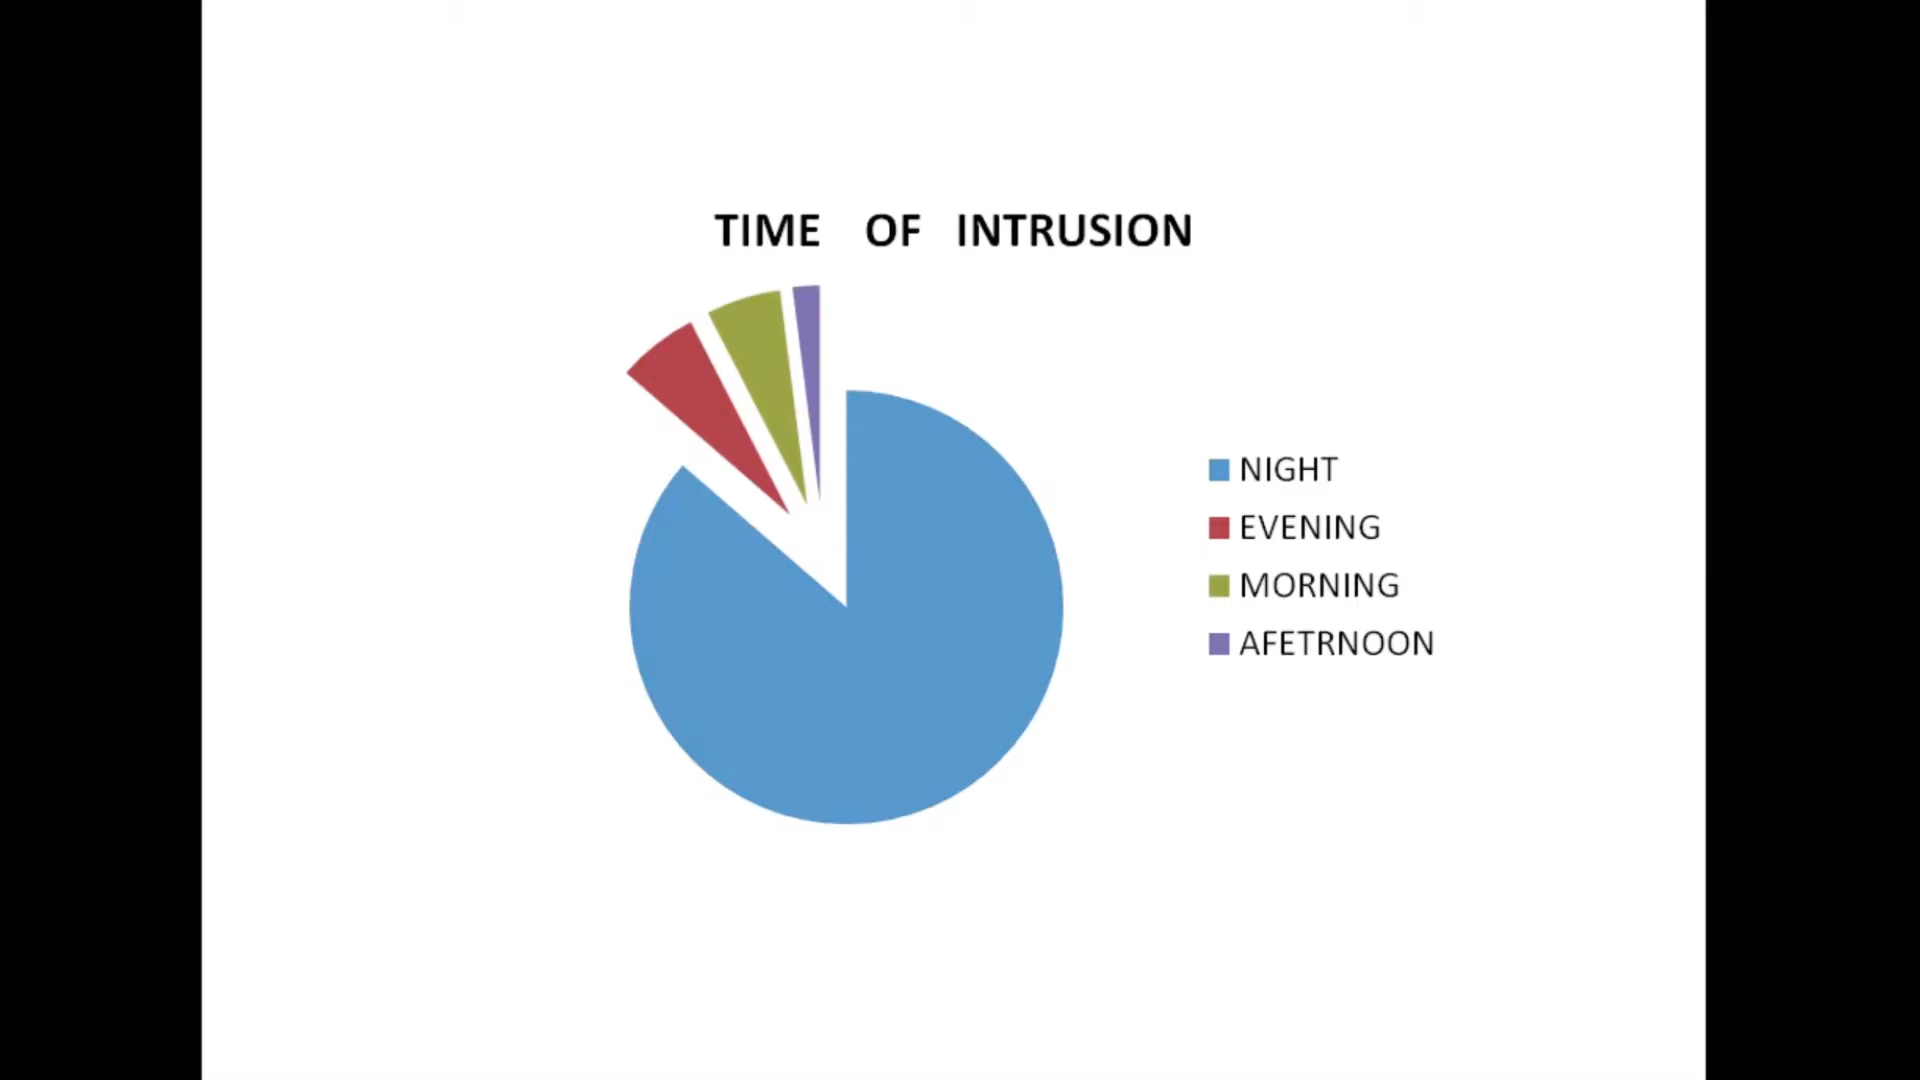 TIME OF INTRUSION
NIGHT
EVENING
MORNING
AFETRNOON